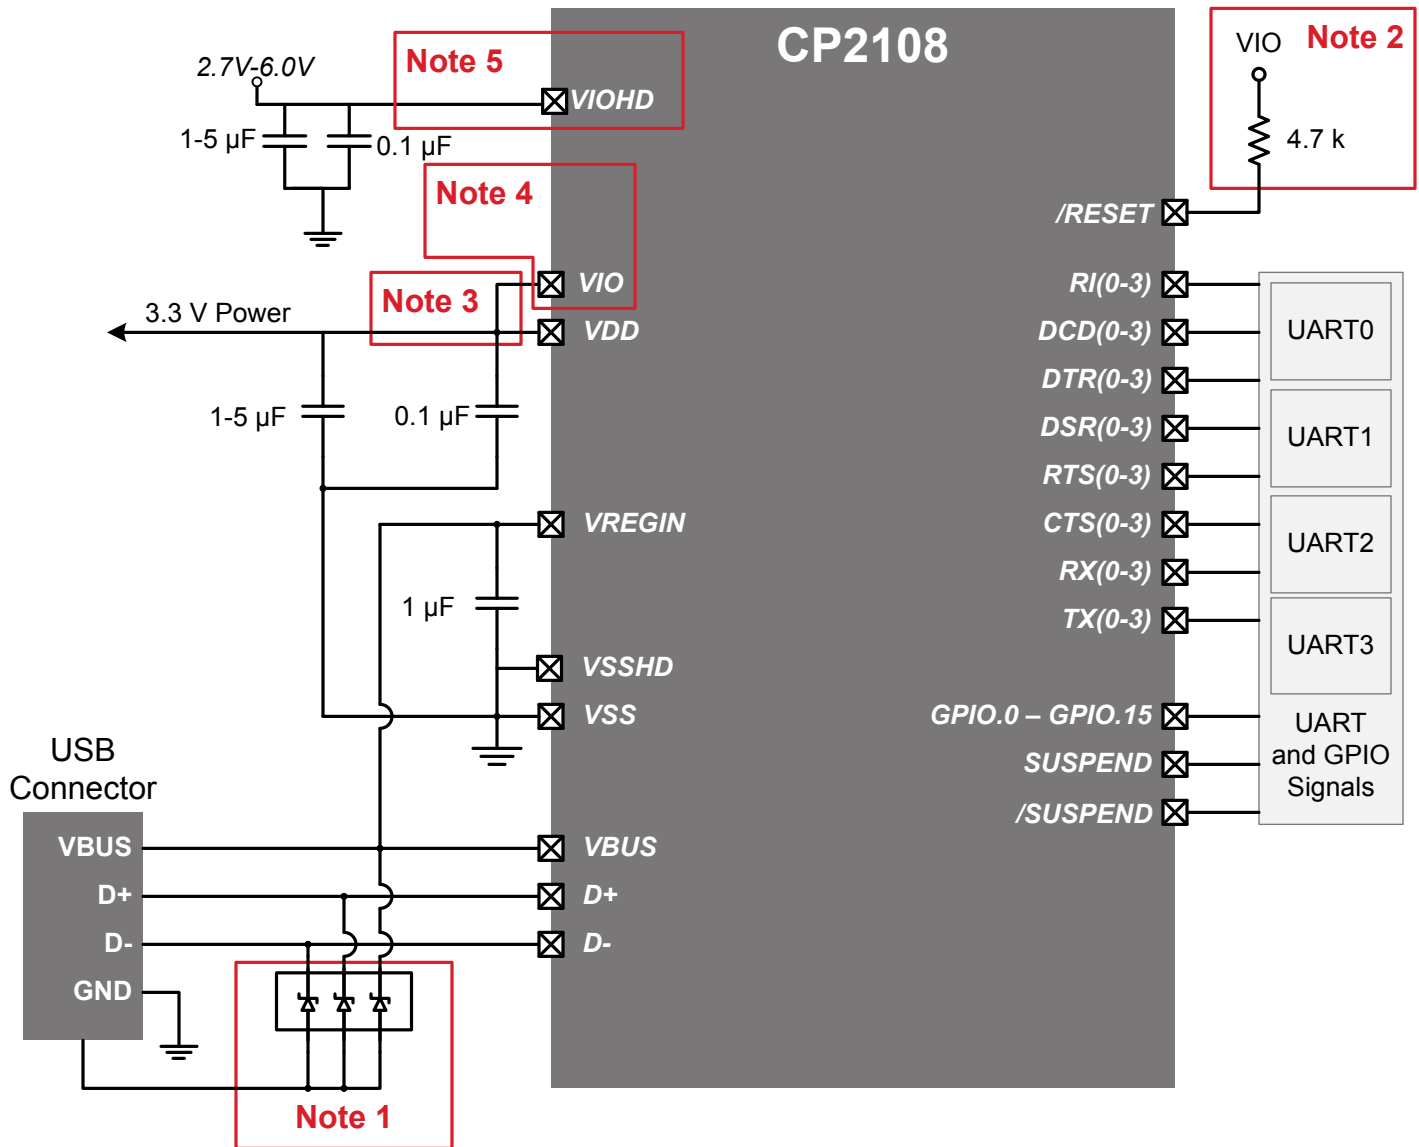 CP2108
Note 5
2.7V-6.0V
VIOHD
1-5 µF
0.1 µF
Note 2
VIO
4.7 k
/RESET
Note 4
VIO
Note 3
3.3 V Power
VDD
1-5 µF
0.1 µF
VREGIN
1 µF
VSSHD
VSS
USB
Connector
VBUS
D+
D-
GND
VBUS
D+
D-
Note 1
RI(0-3)
DCD(0-3)
DTR(0-3)
DSR(0-3)
RTS(0-3)
CTS(0-3)
RX(0-3)
TX(0-3)
GPIO.0 – GPIO.15
SUSPEND
/SUSPEND
UART0
UART1
UART2
UART3
UART
and GPIO
Signals